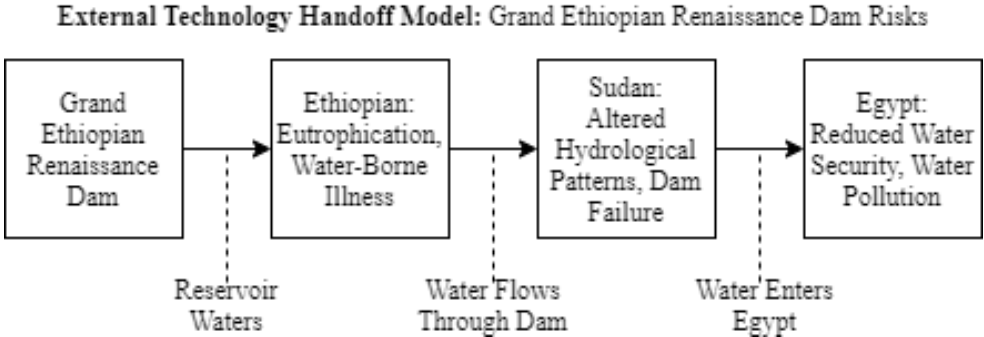 External Technology Handoff Model: Grand Ethiopian Renaissance Dam Risks
Grand
Ethiopian
Renaissance
Dam
Ethiopian:
Eutrophication,
Water-Borne
Illness
Sudan:
Altered
Hydrological
Patterns, Dam
Failure
Egypt:
Reduced Water
Security, Water
Pollution
Reservoir
Waters
Water Flows
Through Dam
Water Enters
Egypt